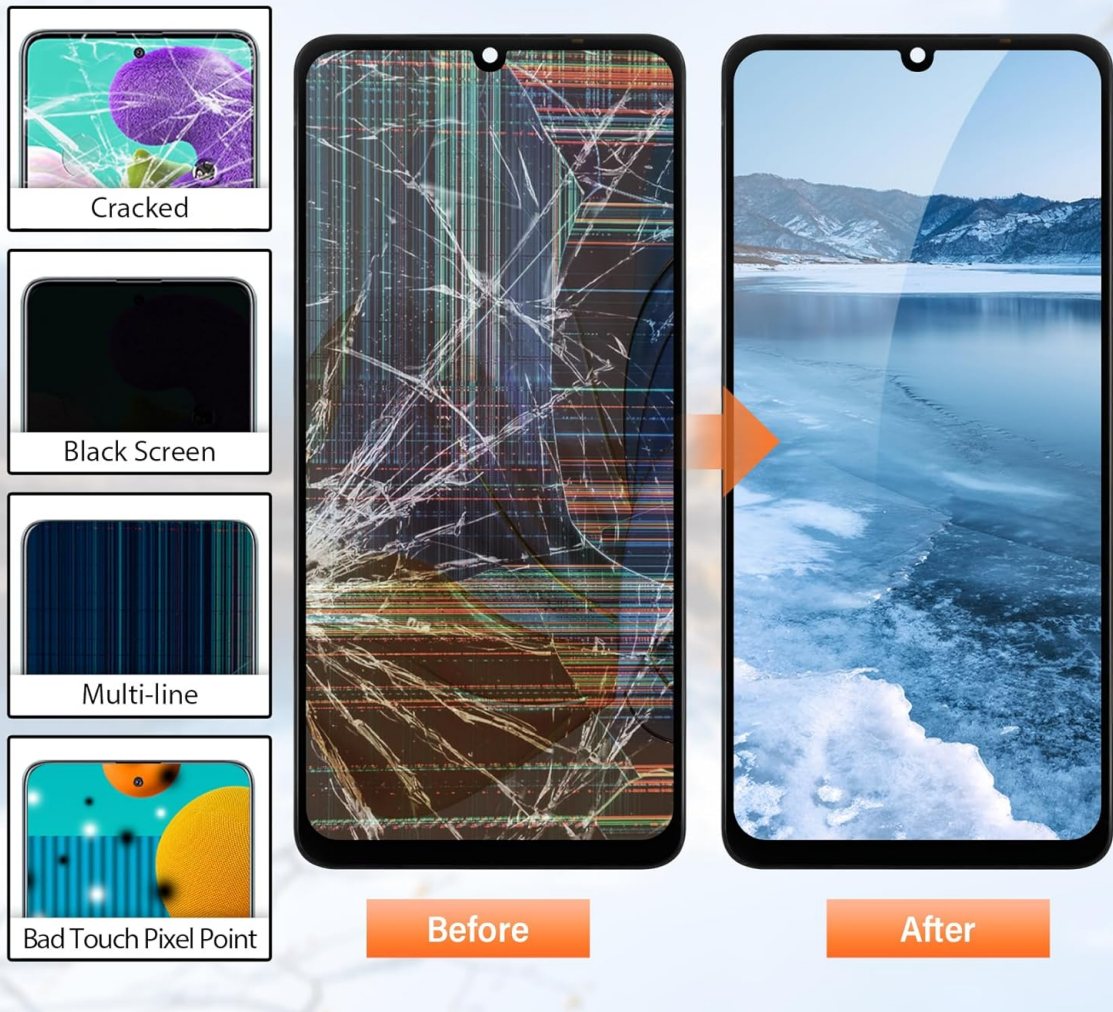 Cracked
Black Screen
Multi-line
Bad Touch Pixel Point
Before
After